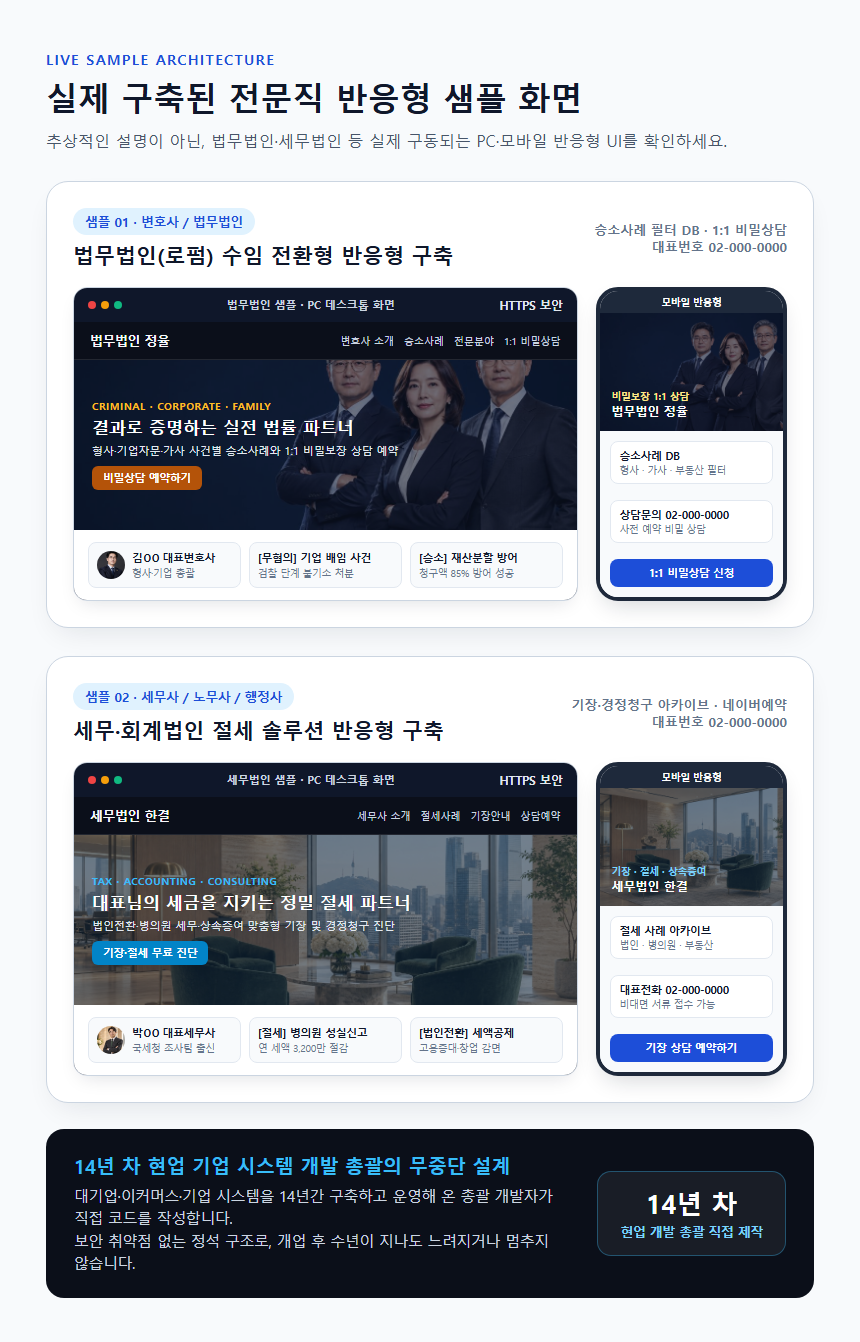 LIVE SAMPLE ARCHITECTURE
실제 구축된 전문직 반응형 샘플 화면
추상적인 설명이 아닌, 법무법인·세무법인 등 실제 구동되는 PC·모바일 반응형 UI를 확인하세요.
샘플 01 · 변호사 / 법무법인
법무법인(로펌) 수임 전환형 반응형 구축
승소사례 필터 DB · 1:1 비밀상담
대표번호 02-000-0000
법무법인 샘플 · PC 데스크톱 화면
HTTPS 보안
법무법인 정율
변호사 소개 승소사례 전문분야 1:1 비밀상담
CRIMINAL · CORPORATE · FAMILY
결과로 증명하는 실전 법률 파트너
형사·기업자문·가사 사건별 승소사례와 1:1 비밀보장 상담 예약
비밀상담 예약하기
김OO 대표변호사
형사·기업 총괄
[무혐의] 기업 배임 사건
검찰 단계 불기소 처분
[승소] 재산분할 방어
청구액 85% 방어 성공
모바일 반응형
비밀보장 1:1 상담
법무법인 정율
승소사례 DB
형사 · 가사 · 부동산 필터
상담문의 02-000-0000
사전 예약 비밀 상담
1:1 비밀상담 신청
샘플 02 · 세무사 / 노무사 / 행정사
세무·회계법인 절세 솔루션 반응형 구축
기장·경정청구 아카이브 · 네이버예약
대표번호 02-000-0000
세무법인 샘플 · PC 데스크톱 화면
HTTPS 보안
세무법인 한결
세무사 소개 절세사례 기장안내 상담예약
TAX · ACCOUNTING · CONSULTING
대표님의 세금을 지키는 정밀 절세 파트너
법인전환·병의원 세무·상속증여 맞춤형 기장 및 경정청구 진단
기장·절세 무료 진단
박OO 대표세무사
국세청 조사팀 출신
[절세] 병의원 성실신고
연 세액 3,200만 절감
[법인전환] 세액공제
고용증대·창업 감면
모바일 반응형
기장 · 절세 · 상속증여
세무법인 한결
절세 사례 아카이브
법인 · 병의원 · 부동산
대표전화 02-000-0000
비대면 서류 접수 가능
기장 상담 예약하기
14년 차 현업 기업 시스템 개발 총괄의 무중단 설계
대기업·이커머스·기업 시스템을 14년간 구축하고 운영해 온 총괄 개발자가
직접 코드를 작성합니다.
보안 취약점 없는 정석 구조로, 개업 후 수년이 지나도 느려지거나 멈추지
않습니다.
14년 차
현업 개발 총괄 직접 제작